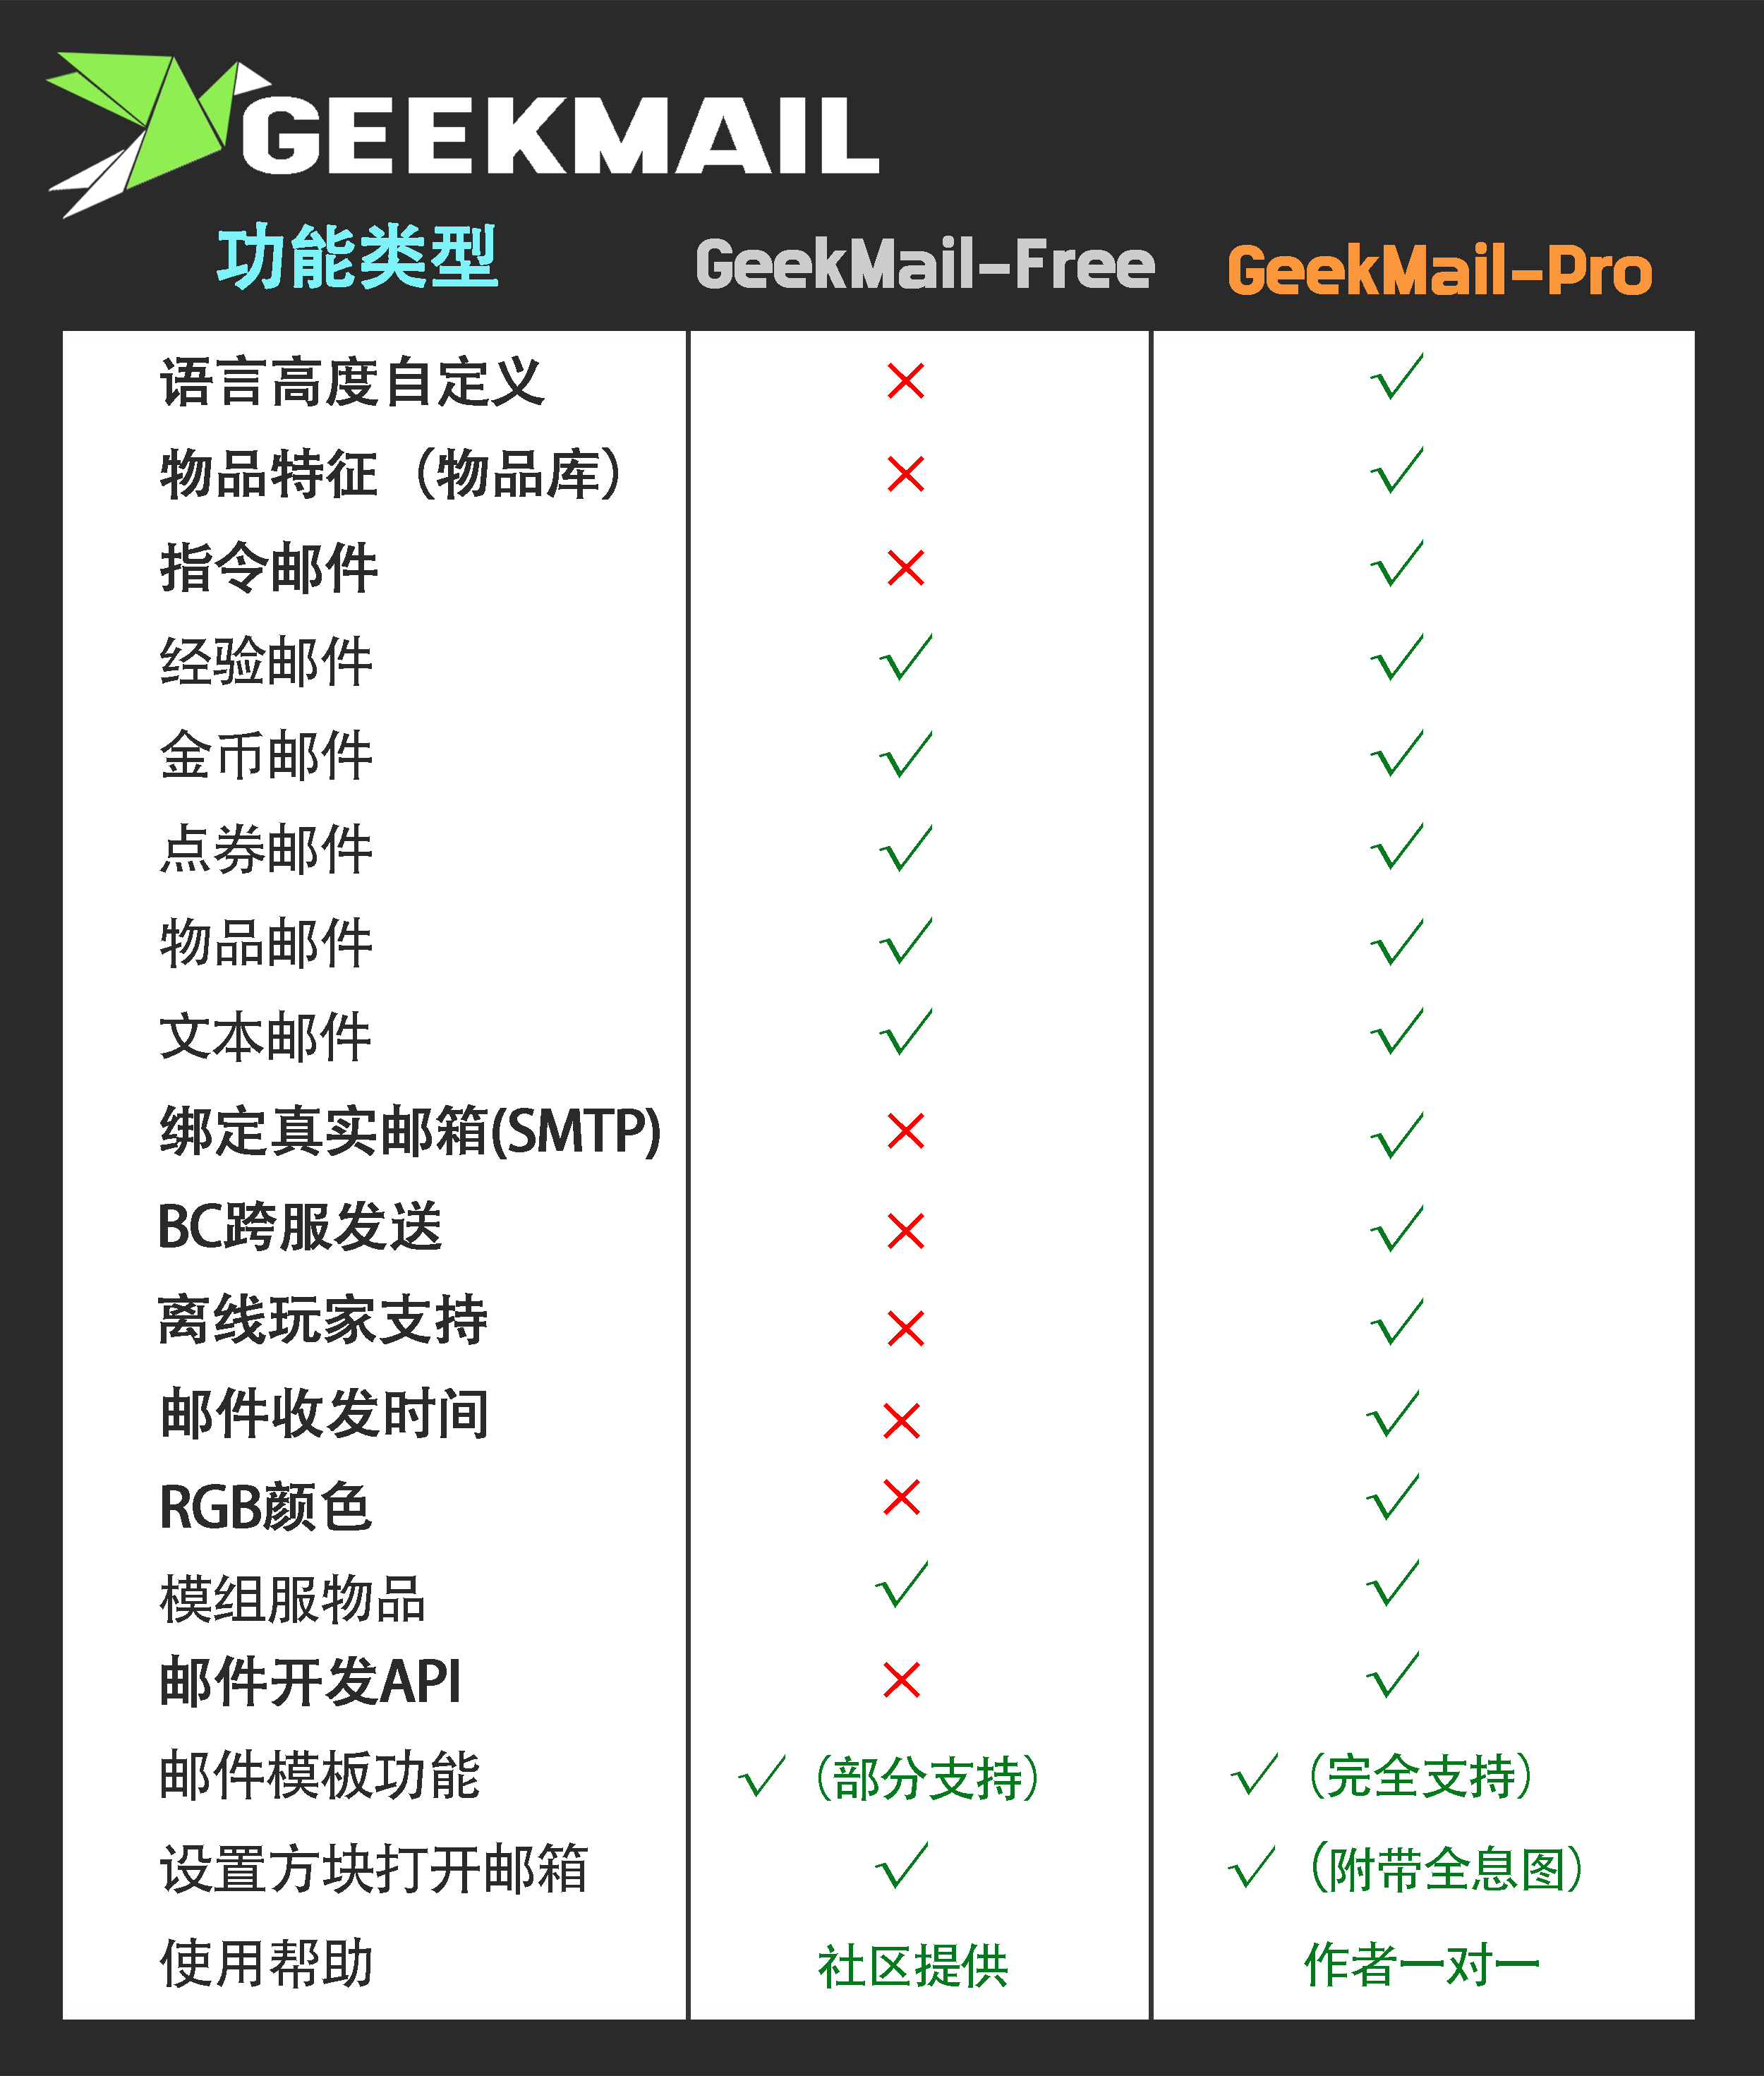 GEEKMAIL
功能类型 GeekMail-Free GeekMail-Pro
语言高度自定义 × √
物品特征（物品库） × √
指令邮件 × √
经验邮件 √ √
金币邮件 √ √
点券邮件 √ √
物品邮件 √ √
文本邮件 √ √
绑定真实邮箱(SMTP) × √
BC跨服发送 × √
离线玩家支持 × √
邮件收发时间 × √
RGB颜色 × √
模组服物品 √ √
邮件开发API × √
邮件模板功能 √（部分支持） √（完全支持）
设置方块打开邮箱 √ √（附带全息图）
使用帮助 社区提供 作者一对一